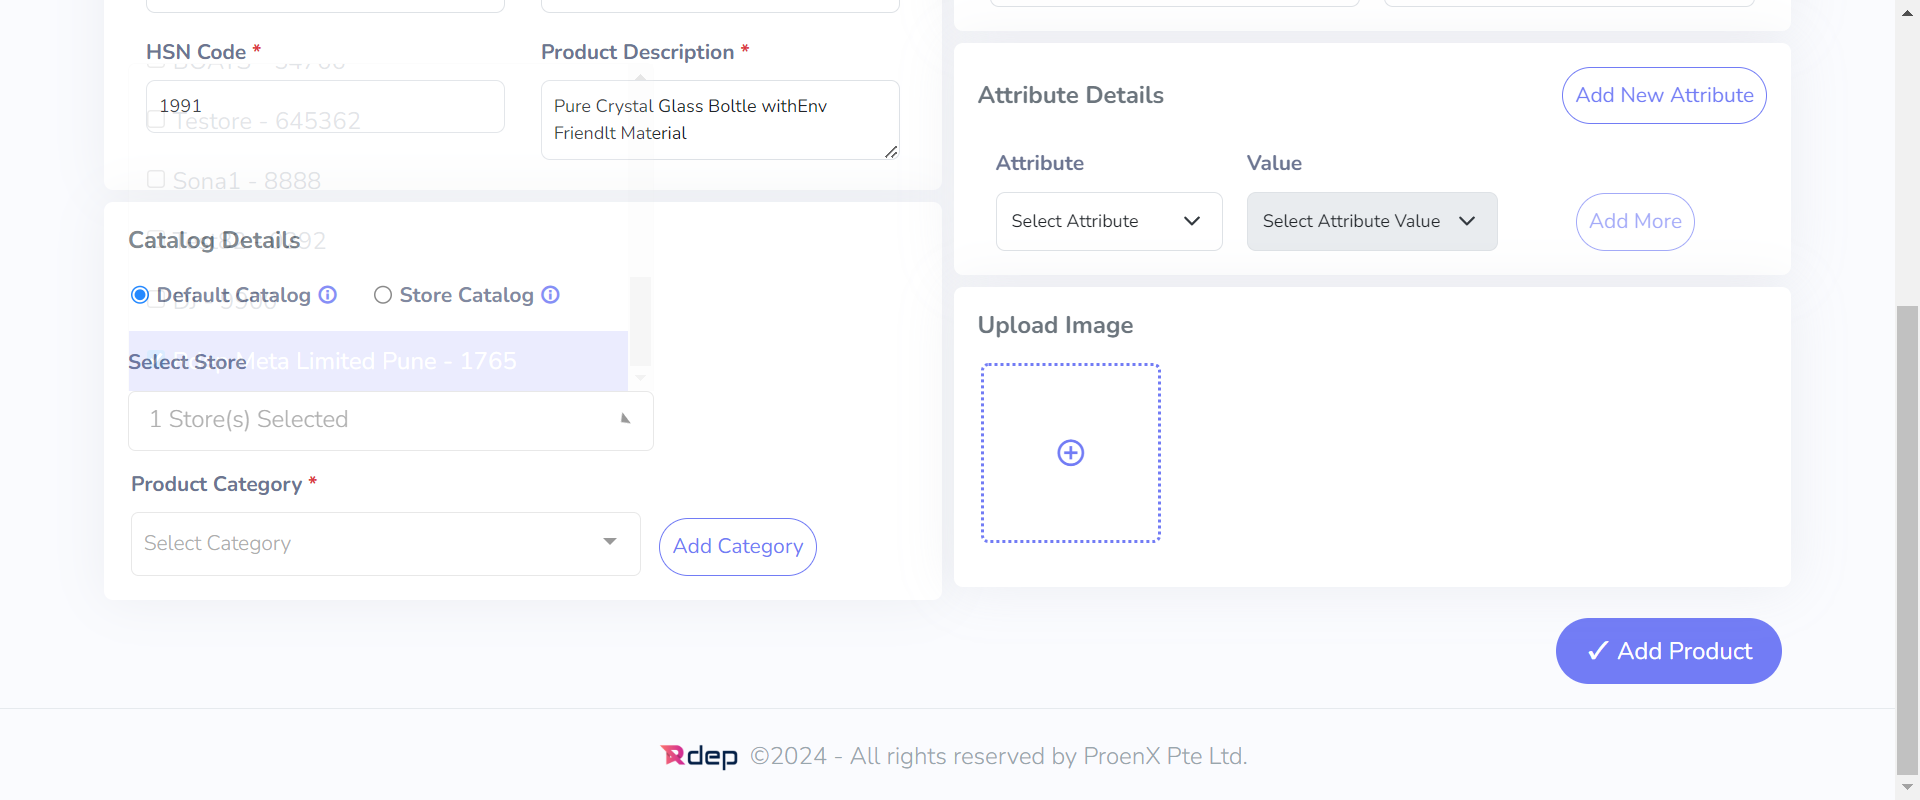 HSN Code *
Product Description *
1991
Testore - 645362
Pure Crystal Glass Boltle withEnv
Friendlt Material
Sona1 - 8888
Catalog Details
Default Catalog
Store Catalog
Select Store
Meta Limited Pune - 1765
1 Store(s) Selected
Product Category *
Select Category
Add Category
Attribute Details
Add New Attribute
Attribute
Value
Select Attribute
Select Attribute Value
Add More
Upload Image
✓ Add Product
Rdep ©2024 - All rights reserved by ProenX Pte Ltd.